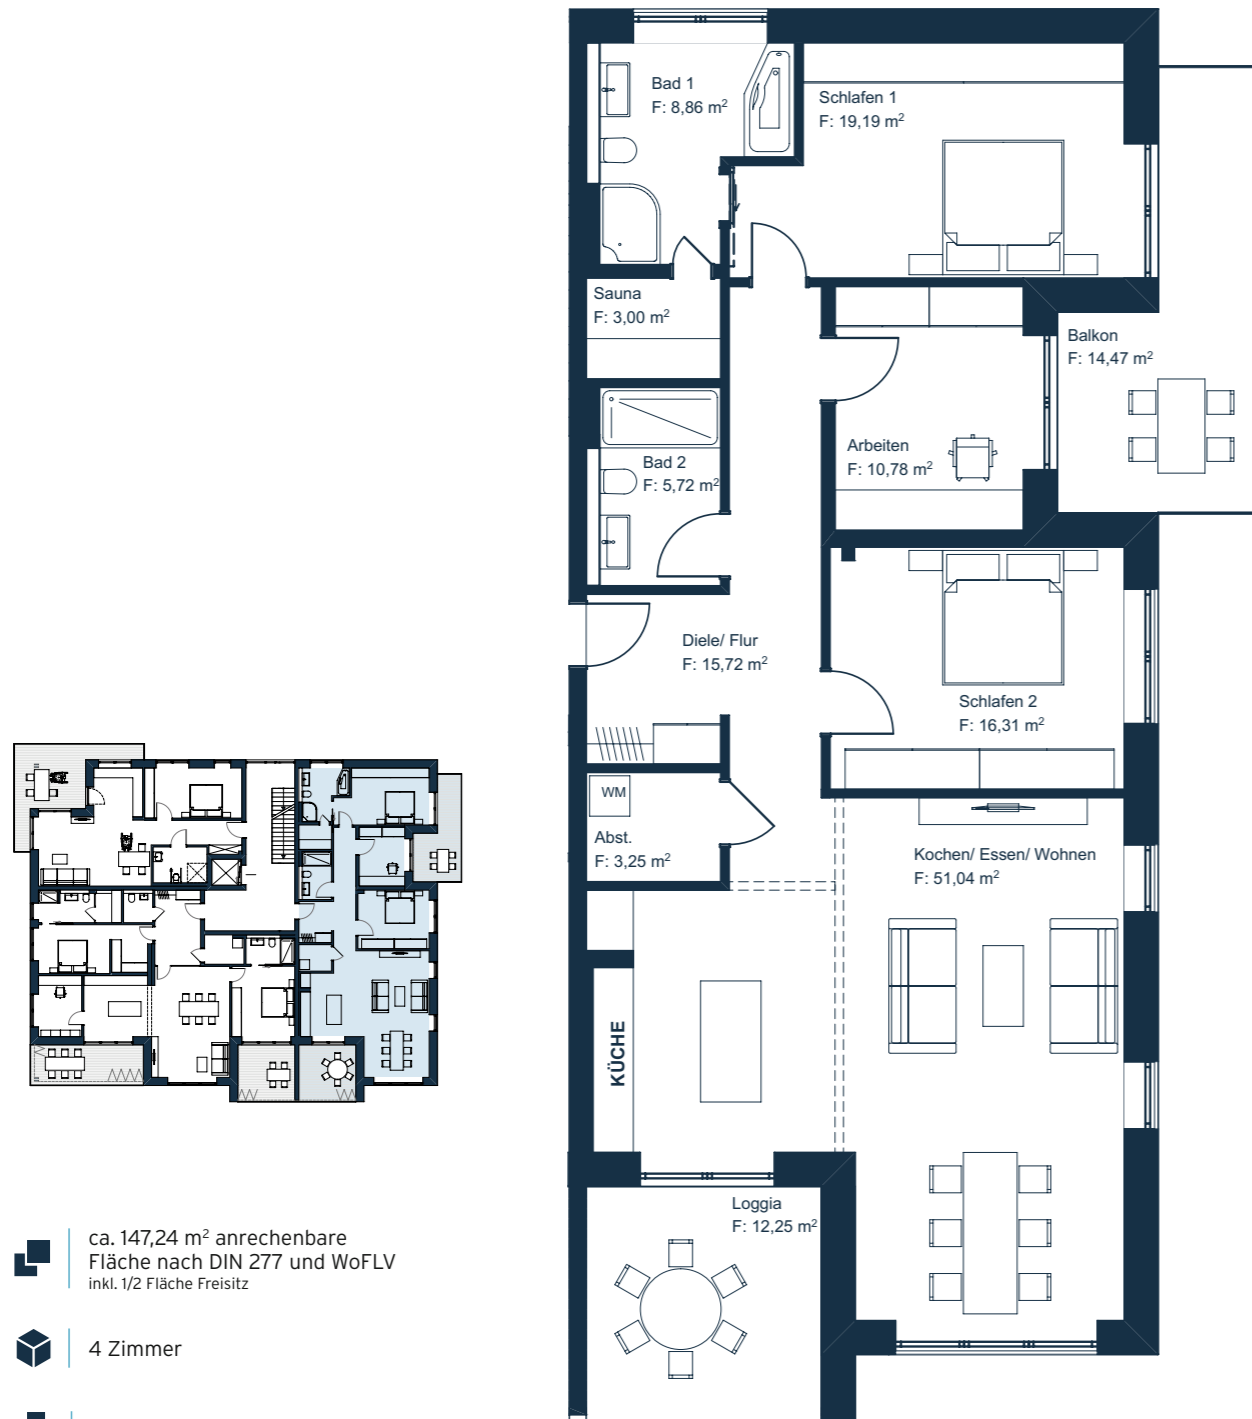 Bad 1
F: 8,86 m²
Schlafen 1
F: 19,19 m²
Sauna
F: 3,00 m²
Balkon
F: 14,47 m²
Arbeiten
F: 10,78 m²
Bad 2
F: 5,72 m²
Diele/ Flur
F: 15,72 m²
Schlafen 2
F: 16,31 m²
WM
Abst.
F: 3,25 m²
Kochen/ Essen/ Wohnen
F: 51,04 m²
KÜCHE
Loggia
F: 12,25 m²
ca. 147,24 m² anrechenbare
Fläche nach DIN 277 und WoFLV
inkl. 1/2 Fläche Freisitz
4 Zimmer